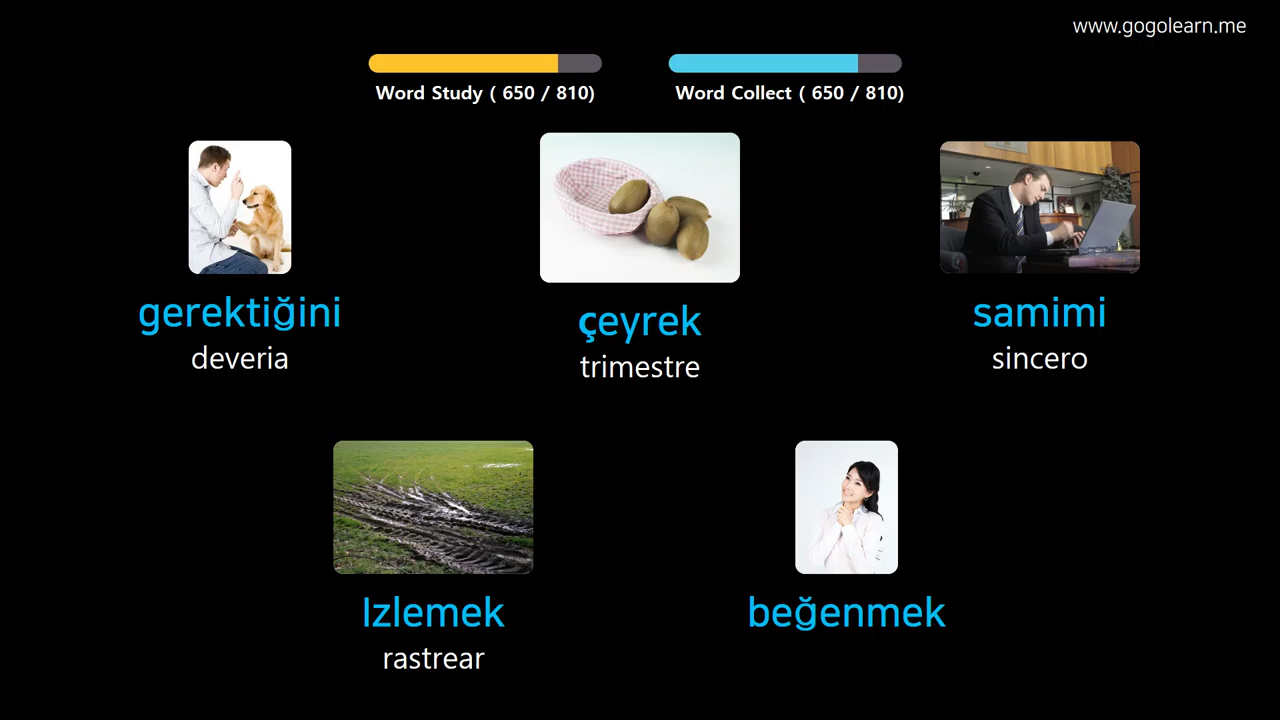 www.gogolearn.me
Word Study ( 650 / 810)
Word Collect ( 650 / 810)
gerektiğini
deveria
çeyrek
trimestre
samimi
sincero
Izlemek
rastrear
beğenmek